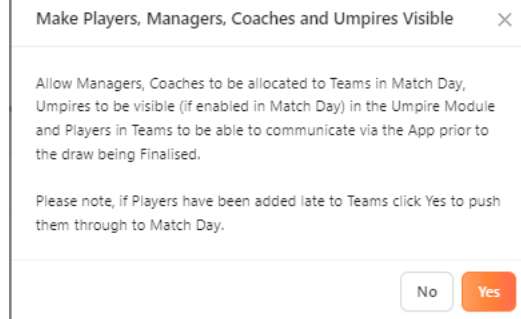 Make Players, Managers, Coaches and Umpires Visible
Allow Managers, Coaches to be allocated to Teams in Match Day,
Umpires to be visible (if enabled in Match Day) in the Umpire Module
and Players in Teams to be able to communicate via the App prior to
the draw being Finalised.
Please note, if Players have been added late to Teams click Yes to push
them through to Match Day.
No
Yes